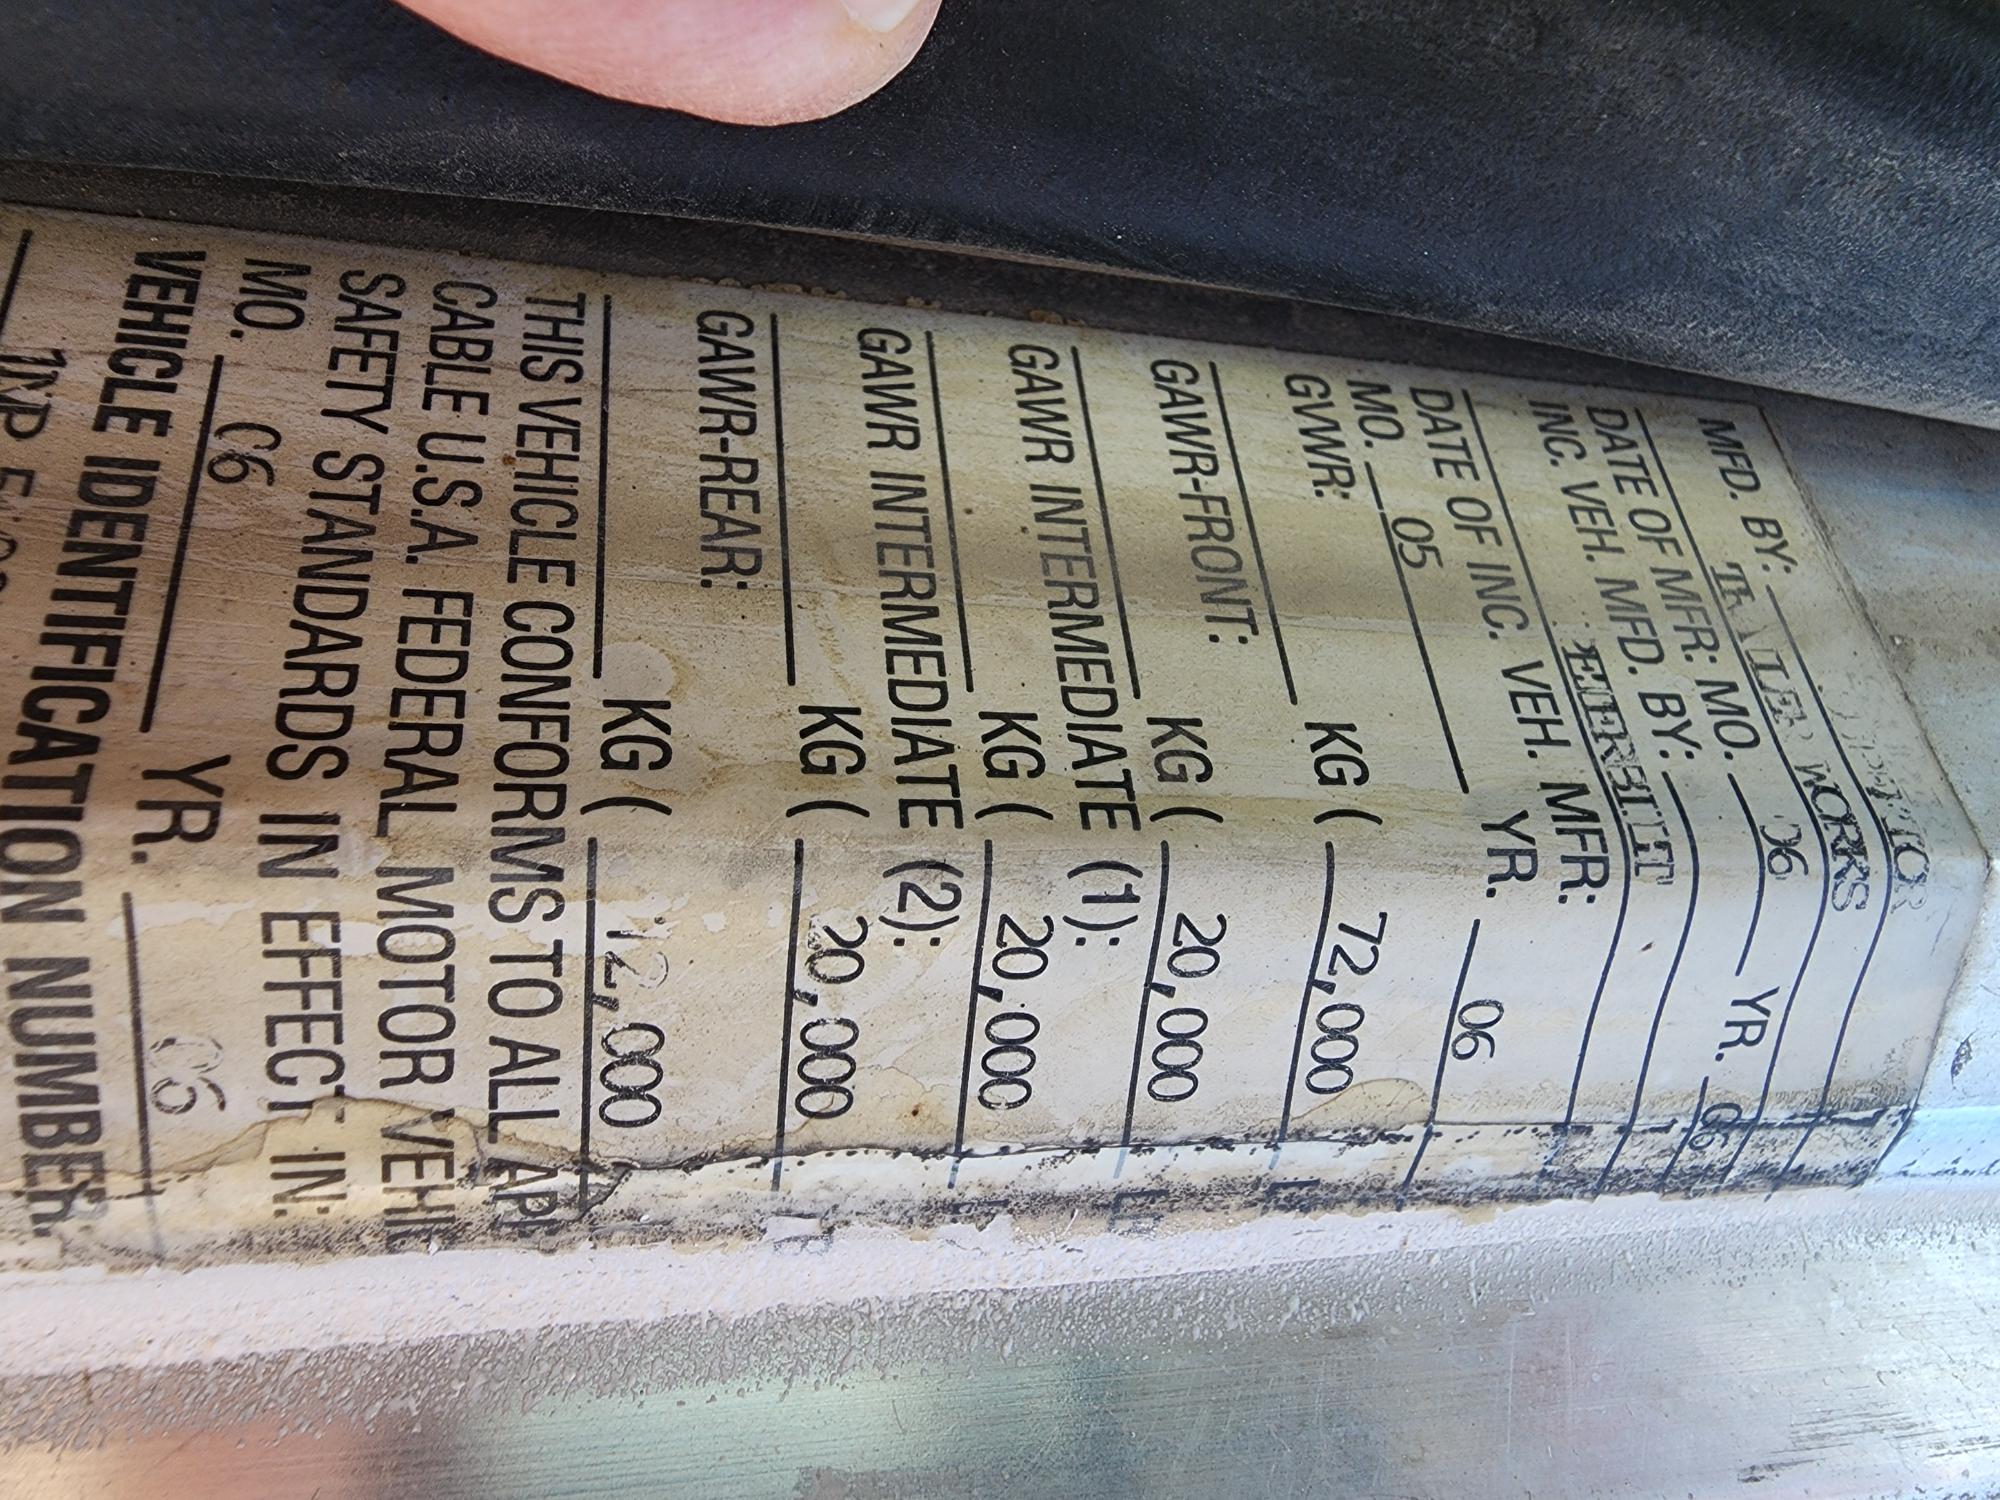 WORKS
MFD. BY:
DATE OF MFR: MO. 06 YR. 06
INC. VEH. MFD. BY:
DATE OF INC. VEH. MFR:
MO. 05 YR. 06
GVWR:
KG ( 72,000
GAWR-FRONT:
KG ( 20,000
GAWR INTERMEDIATE (1):
KG ( 20,000
GAWR INTERMEDIATE (2):
KG ( 20,000
GAWR-REAR:
KG ( 12,000
THIS VEHICLE CONFORMS TO ALL APPL
CABLE U.S.A. FEDERAL MOTOR VEHI
SAFETY STANDARDS IN EFFECT IN:
MO. 06 YR. 06
VEHICLE IDENTIFICATION NUMBER: